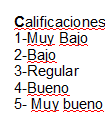 Calificaciones
1-Muy Bajo
2-Bajo
3-Regular
4-Bueno
5- Muy bueno